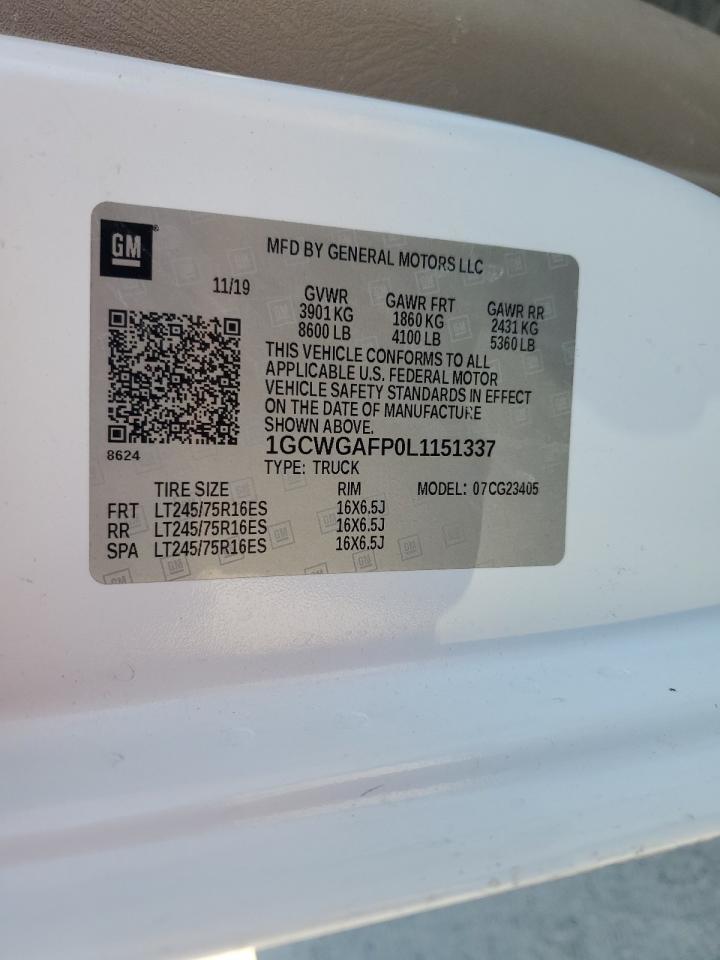 GM
MFD BY GENERAL MOTORS LLC
11/19
GVWR GAWR FRT GAWR RR
3901 KG 1860 KG 2431 KG
8600 LB 4100 LB 5360 LB
THIS VEHICLE CONFORMS TO ALL
APPLICABLE U.S. FEDERAL MOTOR
VEHICLE SAFETY STANDARDS IN EFFECT
ON THE DATE OF MANUFACTURE
SHOWN ABOVE.
8624
1GCWGAFP0L1151337
TYPE: TRUCK
TIRE SIZE RIM MODEL: 07CG23405
FRT LT245/75R16ES 16X6.5J
RR LT245/75R16ES 16X6.5J
SPA LT245/75R16ES 16X6.5J